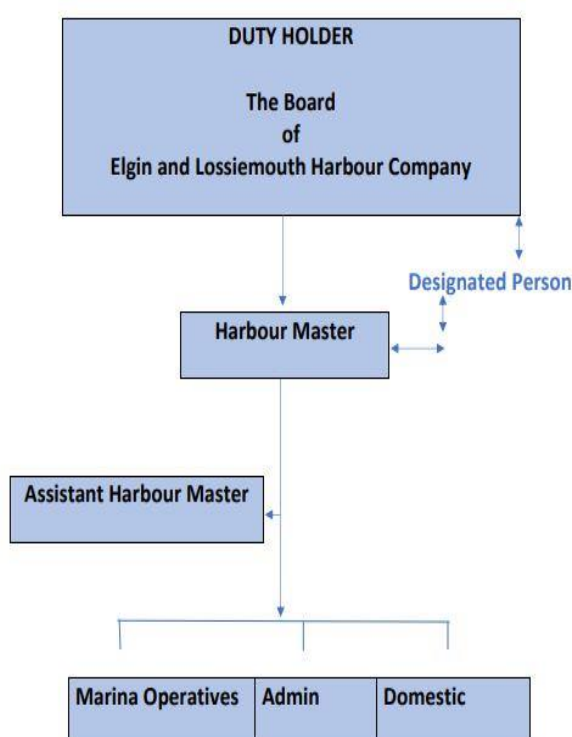 DUTY HOLDER
The Board
of
Elgin and Lossiemouth Harbour Company
Designated Person
Harbour Master
Assistant Harbour Master
Marina Operatives Admin Domestic